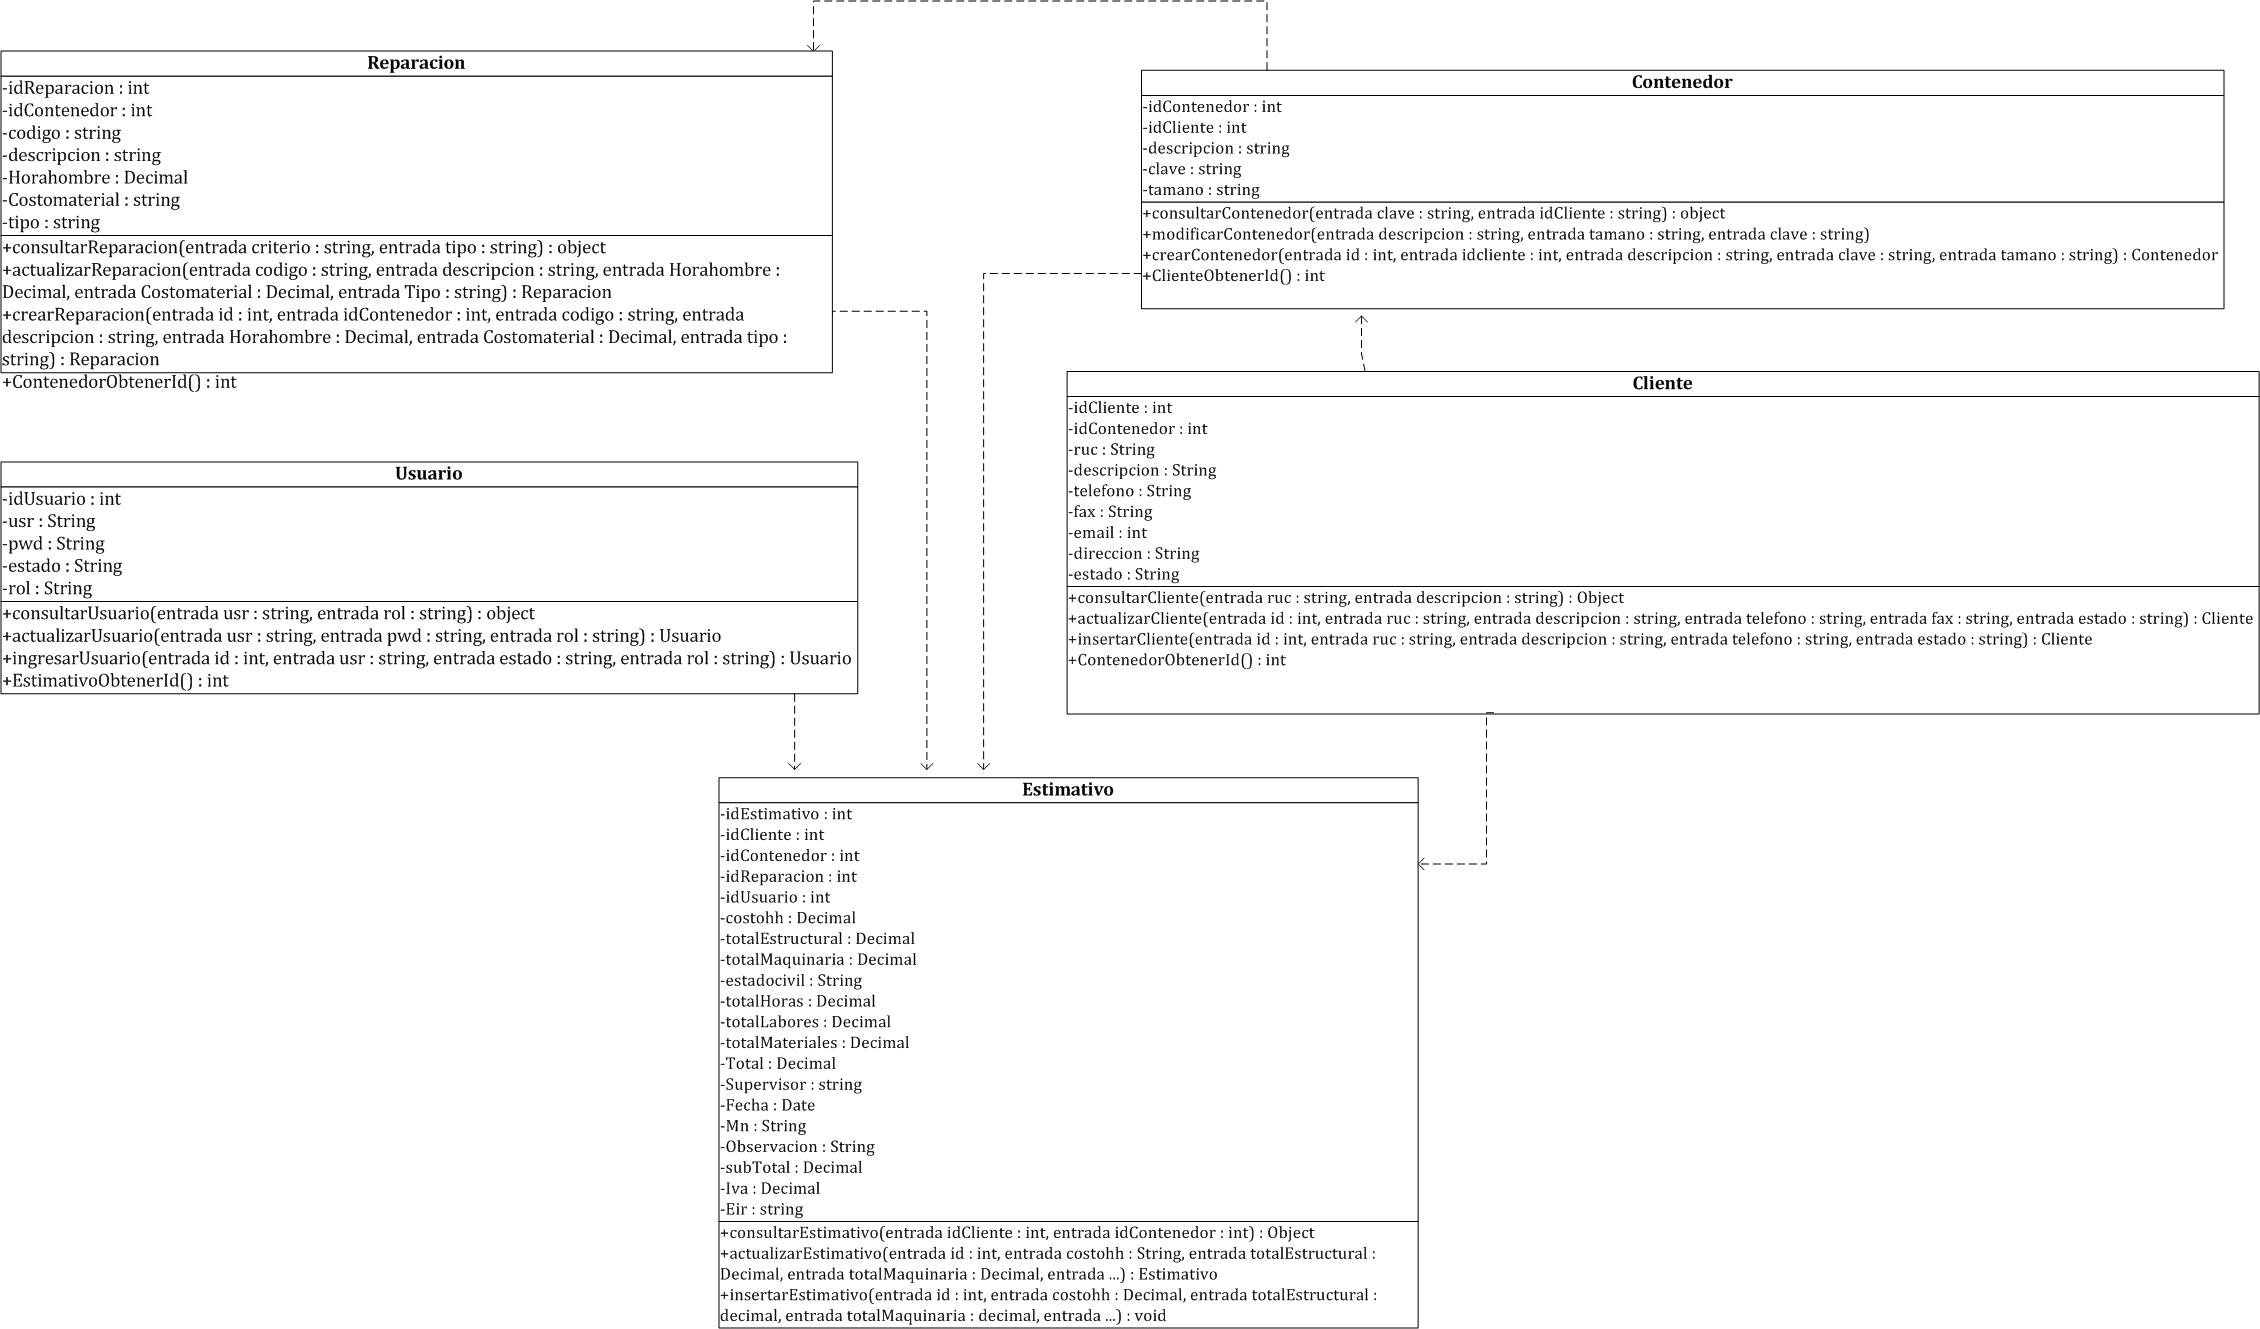 Reparacion
-idReparacion : int
-idContenedor : int
-codigo : string
-descripcion : string
-Horahombre : Decimal
-Costomaterial : string
-tipo : string
+consultarReparacion(entrada criterio : string, entrada tipo : string) : object
+actualizarReparacion(entrada codigo : string, entrada descripcion : string, entrada Horahombre :
Decimal, entrada Costomaterial : Decimal, entrada Tipo : string) : Reparacion
+crearReparacion(entrada id : int, entrada idContenedor : int, entrada codigo : string, entrada
descripcion : string, entrada Horahombre : Decimal, entrada Costomaterial : Decimal, entrada tipo :
string) : Reparacion
+ContenedorObtenerId() : int
Contenedor
-idContenedor : int
-idCliente : int
-descripcion : string
-clave : string
-tamano : string
+consultarContenedor(entrada clave : string, entrada idCliente : string) : object
+modificarContenedor(entrada descripcion : string, entrada tamano : string, entrada clave : string)
+crearContenedor(entrada id : int, entrada idcliente : int, entrada descripcion : string, entrada clave : string, entrada tamano : string) : Contenedor
+ClienteObtenerId() : int
Cliente
-idCliente : int
-idContenedor : int
-ruc : String
-descripcion : String
-telefono : String
-fax : String
-email : int
-direccion : String
-estado : String
+consultarCliente(entrada ruc : string, entrada descripcion : string) : Object
+actualizarCliente(entrada id : int, entrada ruc : string, entrada descripcion : string, entrada telefono : string, entrada fax : string, entrada estado : string) : Cliente
+insertarCliente(entrada id : int, entrada ruc : string, entrada descripcion : string, entrada telefono : string, entrada estado : string) : Cliente
+ContenedorObtenerId() : int
Usuario
-idUsuario : int
-usr : String
-pwd : String
-estado : String
-rol : String
+consultarUsuario(entrada usr : string, entrada rol : string) : object
+actualizarUsuario(entrada usr : string, entrada pwd : string, entrada rol : string) : Usuario
+ingresarUsuario(entrada id : int, entrada usr : string, entrada estado : string, entrada rol : string) : Usuario
+EstimativoObtenerId() : int
Estimativo
-idEstimativo : int
-idCliente : int
-idContenedor : int
-idReparacion : int
-idUsuario : int
-costohh : Decimal
-totalEstructural : Decimal
-totalMaquinaria : Decimal
-estadocivil : String
-totalHoras : Decimal
-totalLabores : Decimal
-totalMateriales : Decimal
-Total : Decimal
-Supervisor : string
-Fecha : Date
-Mn : String
-Observacion : String
-subTotal : Decimal
-Iva : Decimal
-Eir : string
+consultarEstimativo(entrada idCliente : int, entrada idContenedor : int) : Object
+actualizarEstimativo(entrada id : int, entrada costohh : String, entrada totalEstructural :
Decimal, entrada totalMaquinaria : Decimal, entrada ...) : Estimativo
+insertarEstimativo(entrada id : int, entrada costohh : Decimal, entrada totalEstructural :
decimal, entrada totalMaquinaria : decimal, entrada ...) : void